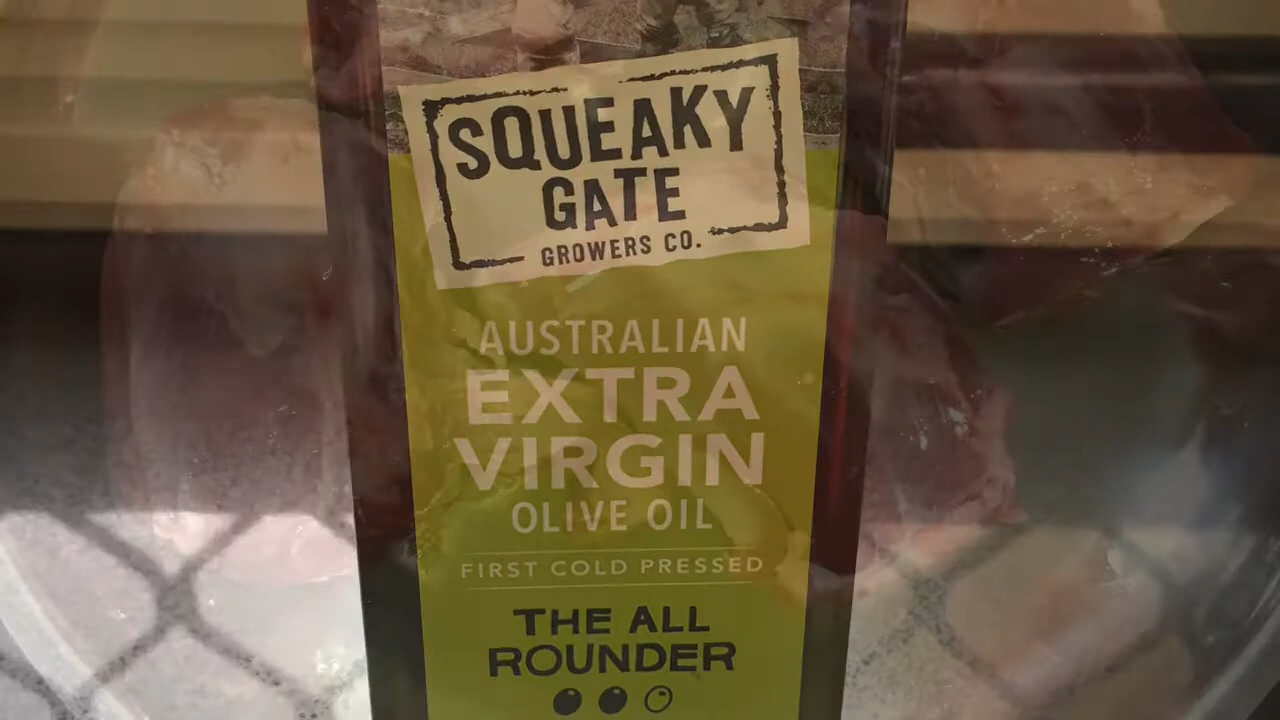 SQUEAKY
GATE
GROWERS CO.
AUSTRALIAN
EXTRA
VIRGIN
OLIVE OIL
FIRST COLD PRESSED
THE ALL
ROUNDER